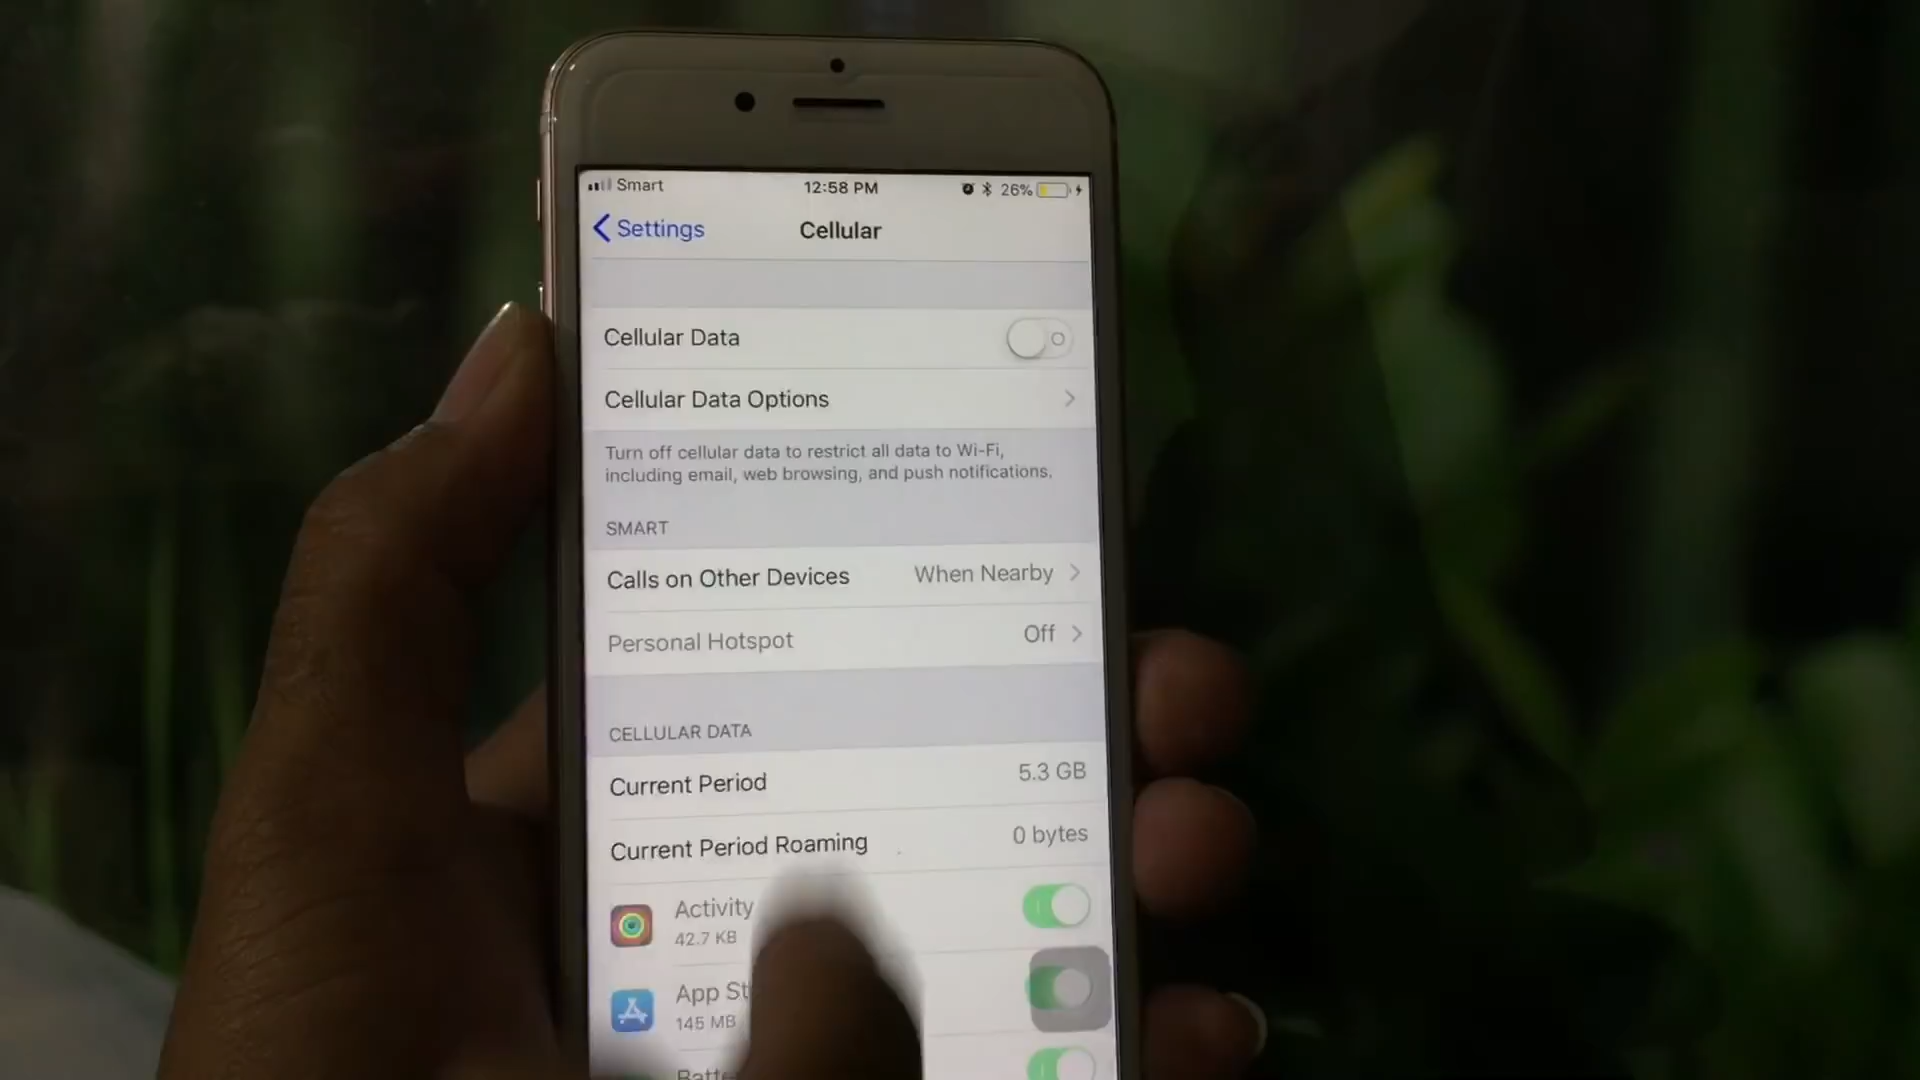 Smart 12:58 PM 26%
Settings Cellular
Cellular Data
Cellular Data Options
Turn off cellular data to restrict all data to Wi-Fi,
including email, web browsing, and push notifications.
SMART
Calls on Other Devices When Nearby
Personal Hotspot Off
CELLULAR DATA
Current Period 5.3 GB
Current Period Roaming 0 bytes
Activity
42.7 KB
App St
145 MB